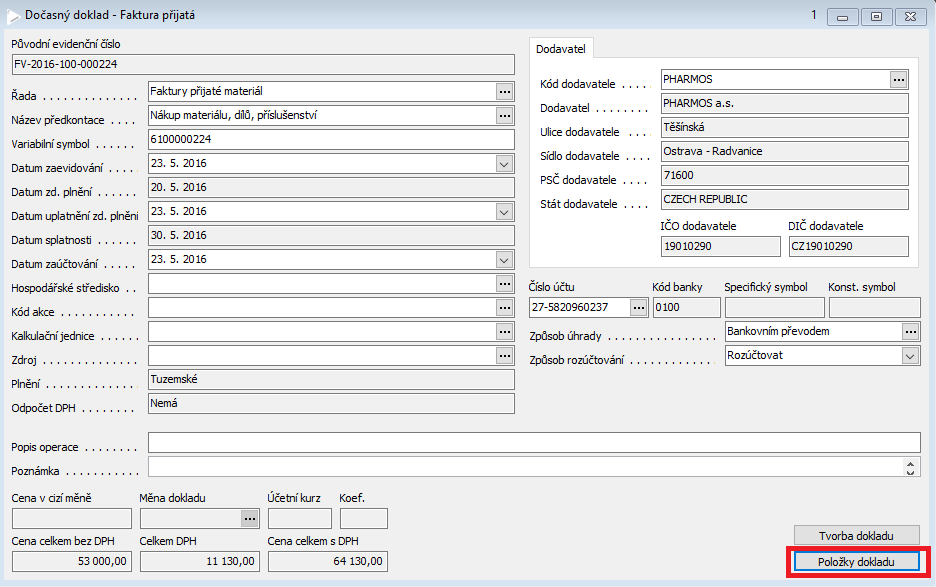 Dočasný doklad - Faktura přijatá 1
Původní evidenční číslo
FV-2016-100-000224
Řada . . . . . . . . . . . . . Faktury přijaté materiál
Název předkontace . . . . Nákup materiálu, dílů, příslušenství
Variabilní symbol . . . . . . 6100000224
Datum zaevidování . . . . 23. 5. 2016
Datum zd. plnění . . . . . . 20. 5. 2016
Datum uplatnění zd. plnění 23. 5. 2016
Datum splatnosti . . . . . . 30. 5. 2016
Datum zaúčtování . . . . . 23. 5. 2016
Hospodářské středisko . .
Kód akce . . . . . . . . . . .
Kalkulační jednice . . . . . .
Zdroj . . . . . . . . . . . . .
Plnění . . . . . . . . . . . . . Tuzemské
Odpočet DPH . . . . . . . . Nemá
Dodavatel
Kód dodavatele . . . . PHARMOS
Dodavatel . . . . . . . . PHARMOS a.s.
Ulice dodavatele . . . Těšínská
Sídlo dodavatele . . . . Ostrava - Radvanice
PSČ dodavatele . . . . 71600
Stát dodavatele . . . . CZECH REPUBLIC
IČO dodavatele DIČ dodavatele
19010290 CZ19010290
Číslo účtu Kód banky Specifický symbol Konst. symbol
27-5820960237 0100
Způsob úhrady . . . . . . . . . . . . . . . Bankovním převodem
Způsob rozúčtování . . . . . . . . . . . . Rozúčtovat
Popis operace . . . . . . . .
Poznámka . . . . . . . . . . .
Cena v cizí měně Měna dokladu Účetní kurz Koef.
Cena celkem bez DPH Celkem DPH Cena celkem s DPH
53 000,00 11 130,00 64 130,00
Tvorba dokladu
Položky dokladu